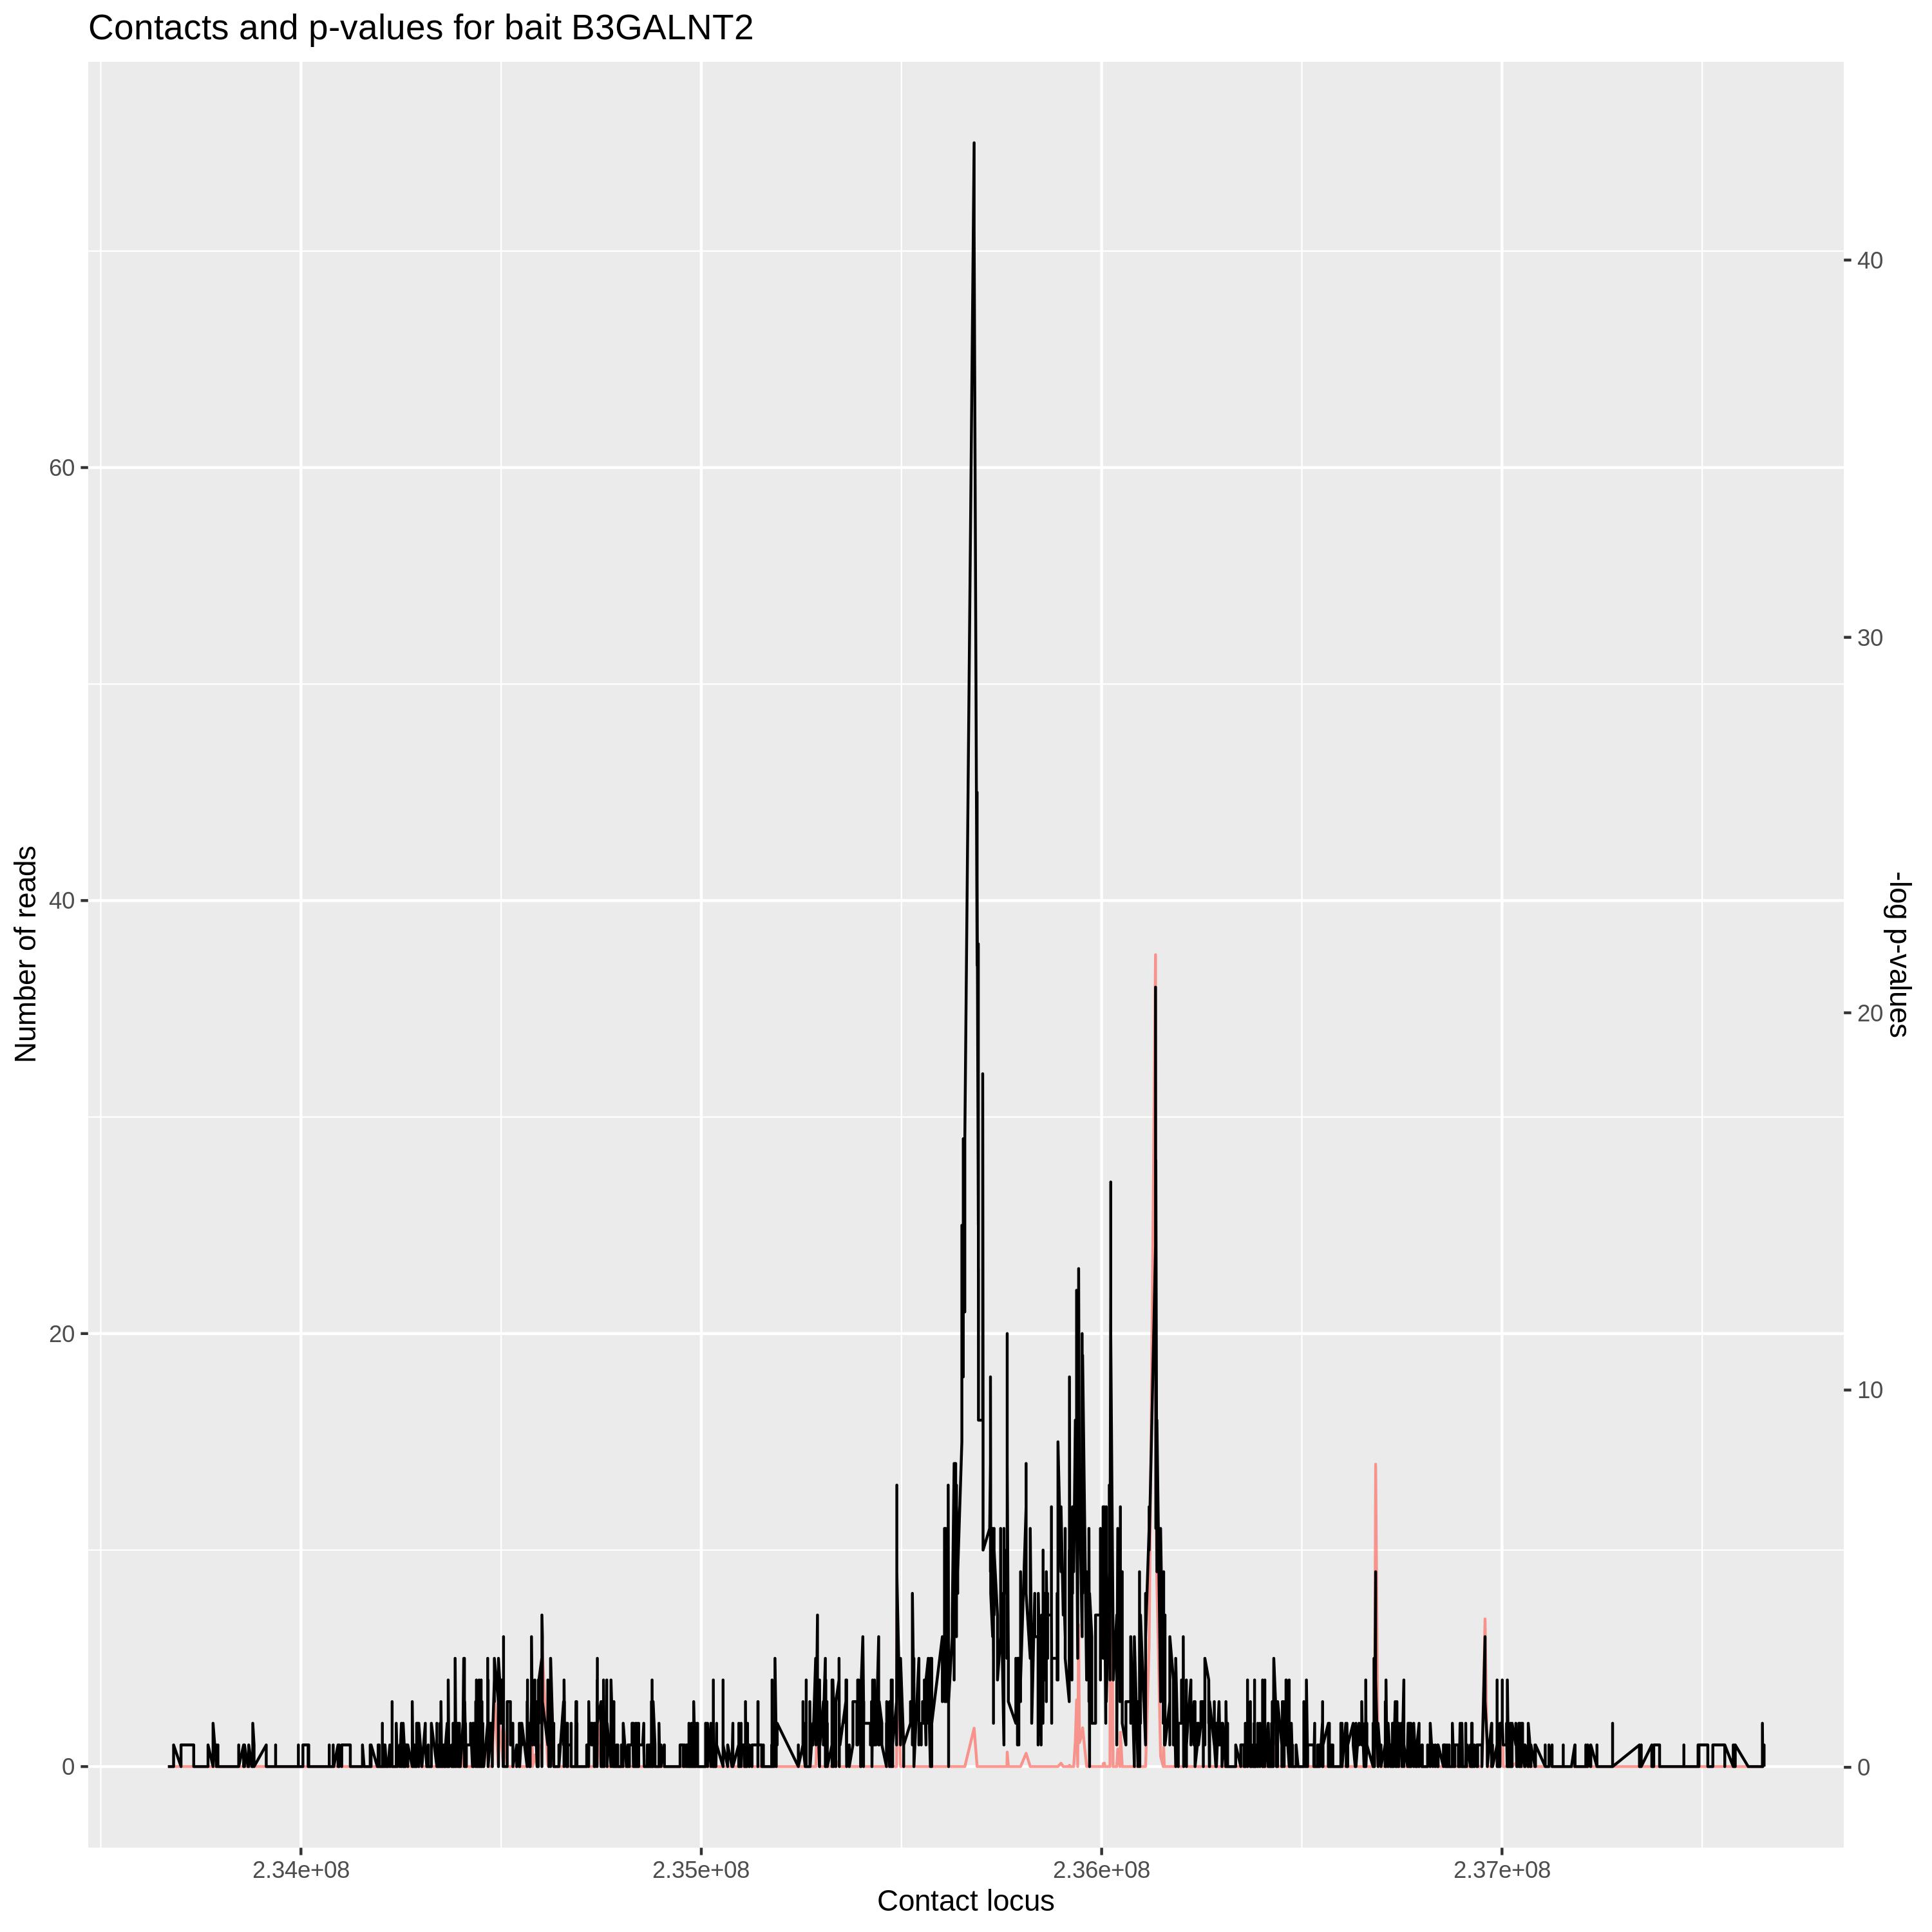 Contacts and p-values for bait B3GALNT2
Number of reads
60
40
20
0
40
30
20
10
0
-log p-values
2.34e+08
2.35e+08
2.36e+08
2.37e+08
Contact locus